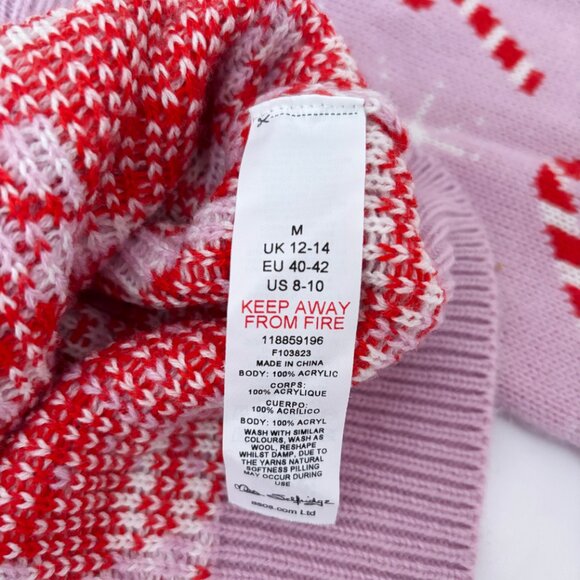 M
UK 12-14
EU 40-42
US 8-10
KEEP AWAY
FROM FIRE
118859196
F103823
MADE IN CHINA
BODY: 100% ACRYLIC
CORPS:
100% ACRYLIQUE
CUERPO:
100% ACRÍLICO
BODY: 100% ACRYL
WASH WITH SIMILAR
COLOURS, WASH AS
WOOL, RESHAPE
WHILST DAMP, DUE TO
THE YARNS NATURAL
SOFTNESS PILLING
MAY OCCUR DURING
USE
Miss Selfridge
asos.com Ltd